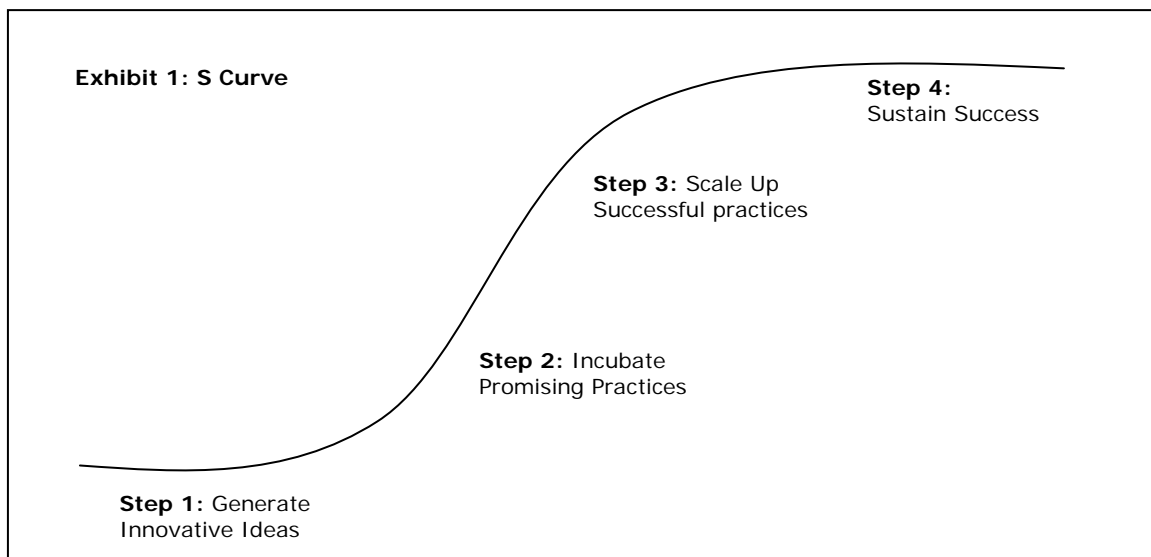 Exhibit 1: S Curve
Step 4:
Sustain Success
Step 3: Scale Up
Successful practices
Step 2: Incubate
Promising Practices
Step 1: Generate
Innovative Ideas